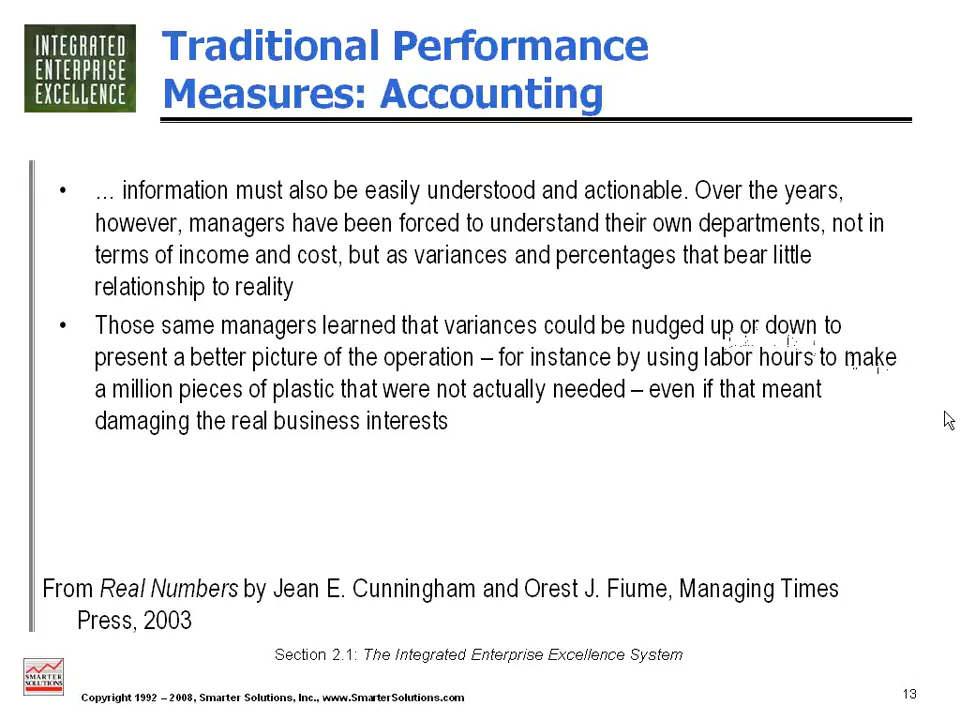 INTEGRATED
ENTERPRISE
EXCELLENCE
Traditional Performance
Measures: Accounting
• … information must also be easily understood and actionable. Over the years,
however, managers have been forced to understand their own departments, not in
terms of income and cost, but as variances and percentages that bear little
relationship to reality
• Those same managers learned that variances could be nudged up or down to
present a better picture of the operation – for instance by using labor hours to make
a million pieces of plastic that were not actually needed – even if that meant
damaging the real business interests
From Real Numbers by Jean E. Cunningham and Orest J. Fiume, Managing Times
Press, 2003
Section 2.1: The Integrated Enterprise Excellence System
SMARTER
SOLUTIONS
Copyright 1992 – 2008, Smarter Solutions, Inc., www.SmarterSolutions.com
13